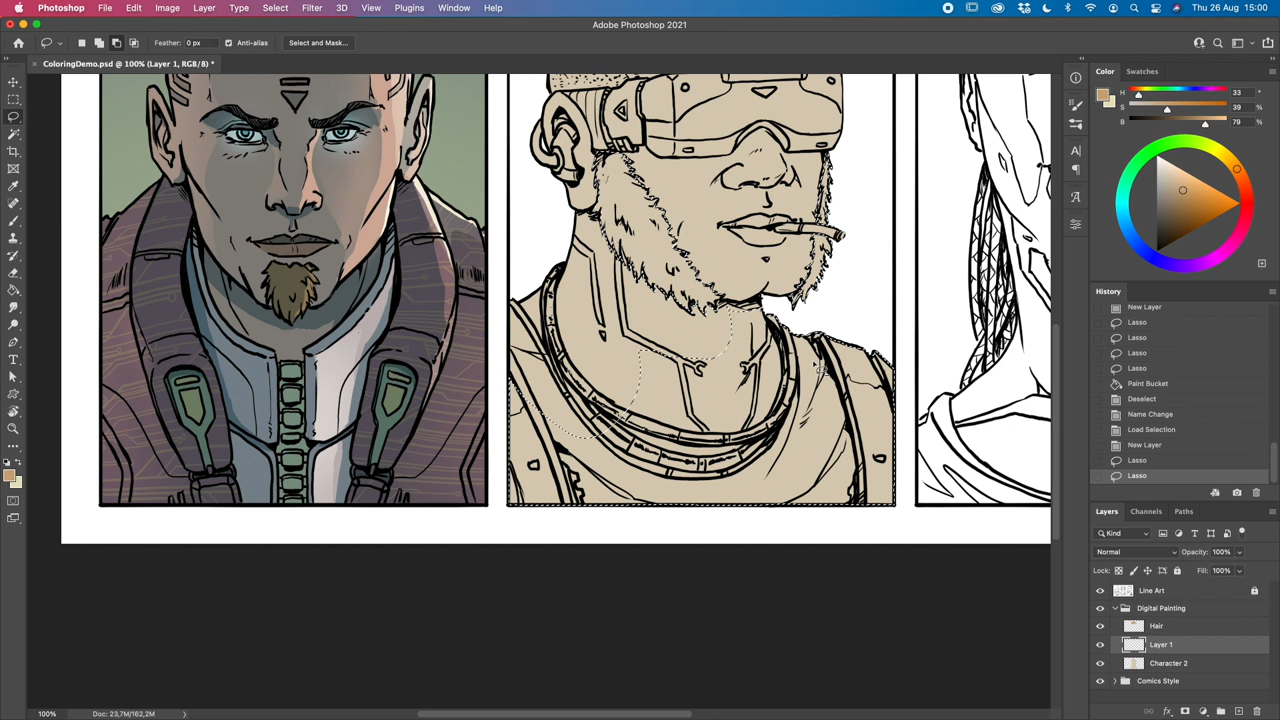 Photoshop File Edit Image Layer Type Select Filter 3D View Plugins Window Help Thu 26 Aug 15:00
Adobe Photoshop 2021
Feather: 0 px Anti-alias Select and Mask...
ColoringDemo.psd @ 100% (Layer 1, RGB/8) *
Color Swatches
H 33 °
S 39 %
B 79 %
History
New Layer
Lasso
Lasso
Lasso
Lasso
Paint Bucket
Deselect
Name Change
Load Selection
New Layer
Lasso
Lasso
Layers Channels Paths
Kind
Normal Opacity: 100%
Lock: Fill: 100%
Line Art
Digital Painting
Hair
Layer 1
Character 2
Comics Style
100% Doc: 23,7M/162,2M